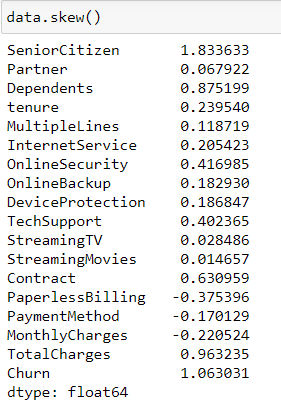 data.skew()
SeniorCitizen 1.833633
Partner 0.067922
Dependents 0.875199
tenure 0.239540
MultipleLines 0.118719
InternetService 0.205423
OnlineSecurity 0.416985
OnlineBackup 0.182930
DeviceProtection 0.186847
TechSupport 0.402365
StreamingTV 0.028486
StreamingMovies 0.014657
Contract 0.630959
PaperlessBilling -0.375396
PaymentMethod -0.170129
MonthlyCharges -0.220524
TotalCharges 0.963235
Churn 1.063031
dtype: float64